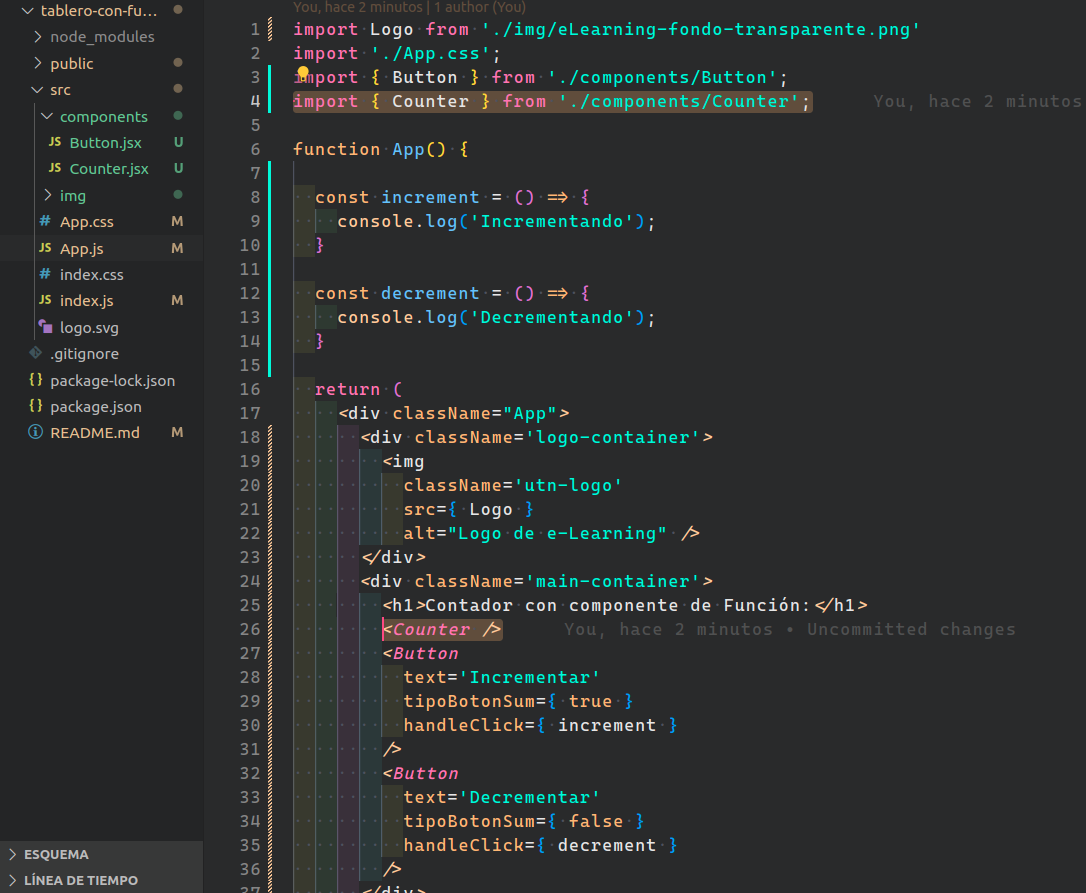 tablero-con-fu...
node_modules
public
src
components
JS Button.jsx U
JS Counter.jsx U
img
# App.css M
JS App.js M
# index.css
JS index.js M
logo.svg
.gitignore
{} package-lock.json
{} package.json
README.md M
ESQUEMA
LÍNEA DE TIEMPO
You, hace 2 minutos | 1 author (You)
1 import Logo from './img/eLearning-fondo-transparente.png'
2 import './App.css';
3 import { Button } from './components/Button';
4 import { Counter } from './components/Counter'; You, hace 2 minutos
5
6 function App() {
7
8 const increment = () => {
9 console.log('Incrementando');
10 }
11
12 const decrement = () => {
13 console.log('Decrementando');
14 }
15
16 return (
17 <div className="App">
18 <div className='logo-container'>
19 <img
20 className='utn-logo'
21 src={ Logo }
22 alt="Logo de e-Learning" />
23 </div>
24 <div className='main-container'>
25 <h1>Contador con componente de Función:</h1>
26 <Counter /> You, hace 2 minutos • Uncommitted changes
27 <Button
28 text='Incrementar'
29 tipoBotonSum={ true }
30 handleClick={ increment }
31 />
32 <Button
33 text='Decrementar'
34 tipoBotonSum={ false }
35 handleClick={ decrement }
36 />
37 </div>